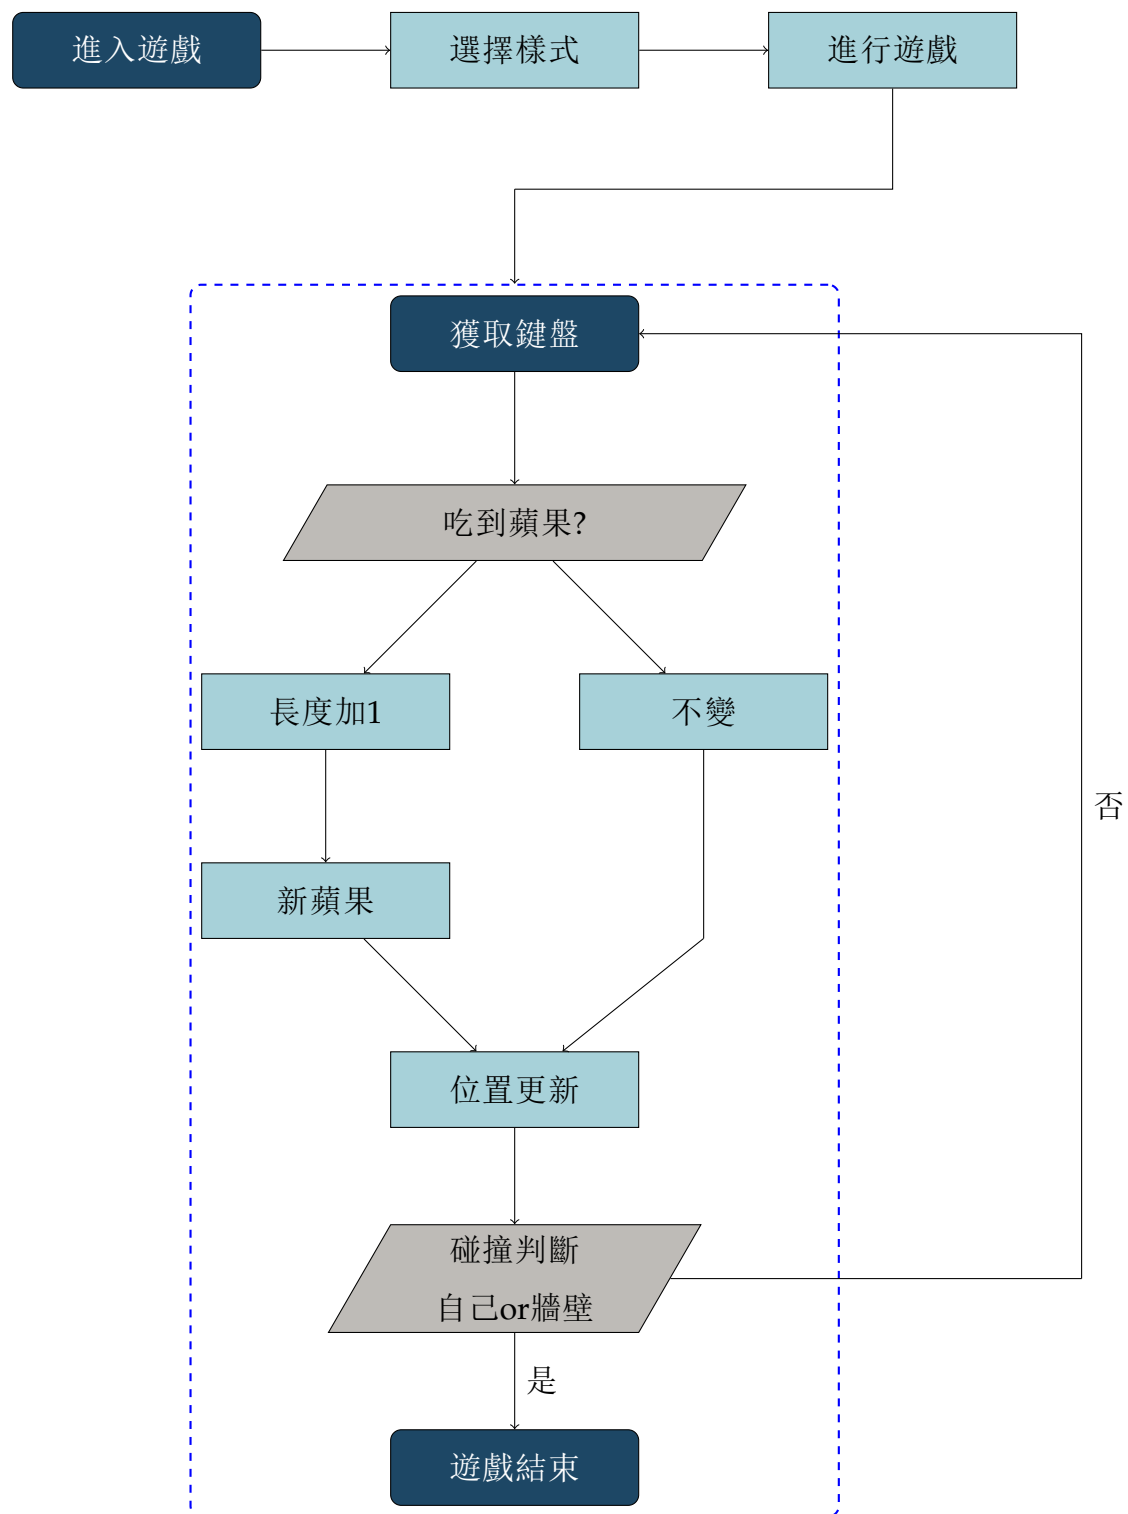 進入遊戲
選擇樣式
進行遊戲
獲取鍵盤
吃到蘋果?
長度加1
不變
否
新蘋果
位置更新
碰撞判斷
自己or牆壁
是
遊戲結束